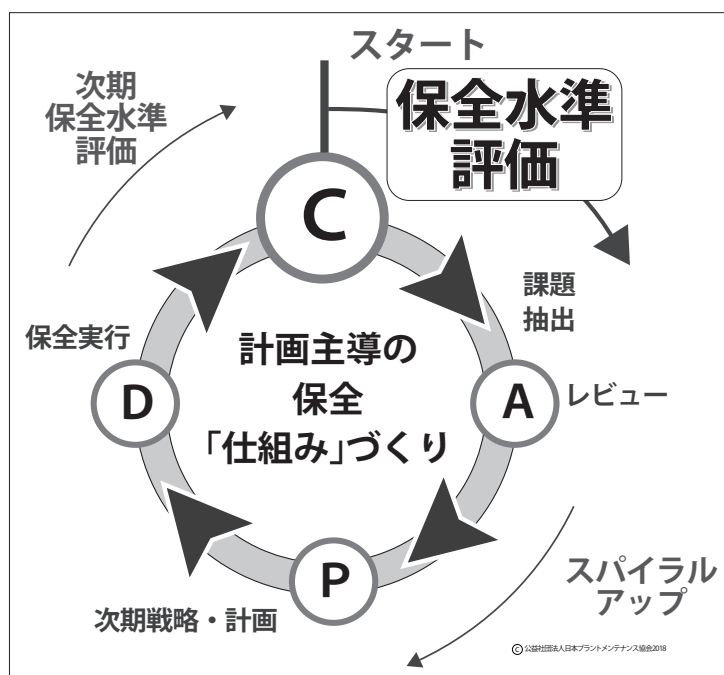 スタート
保全水準
評価
次期
保全水準
評価
C
課題
抽出
保全実行
計画主導の
保全
「仕組み」づくり
D
A
レビュー
P
次期戦略・計画
スパイラル
アップ
©公益社団法人日本プラントメンテナンス協会2018